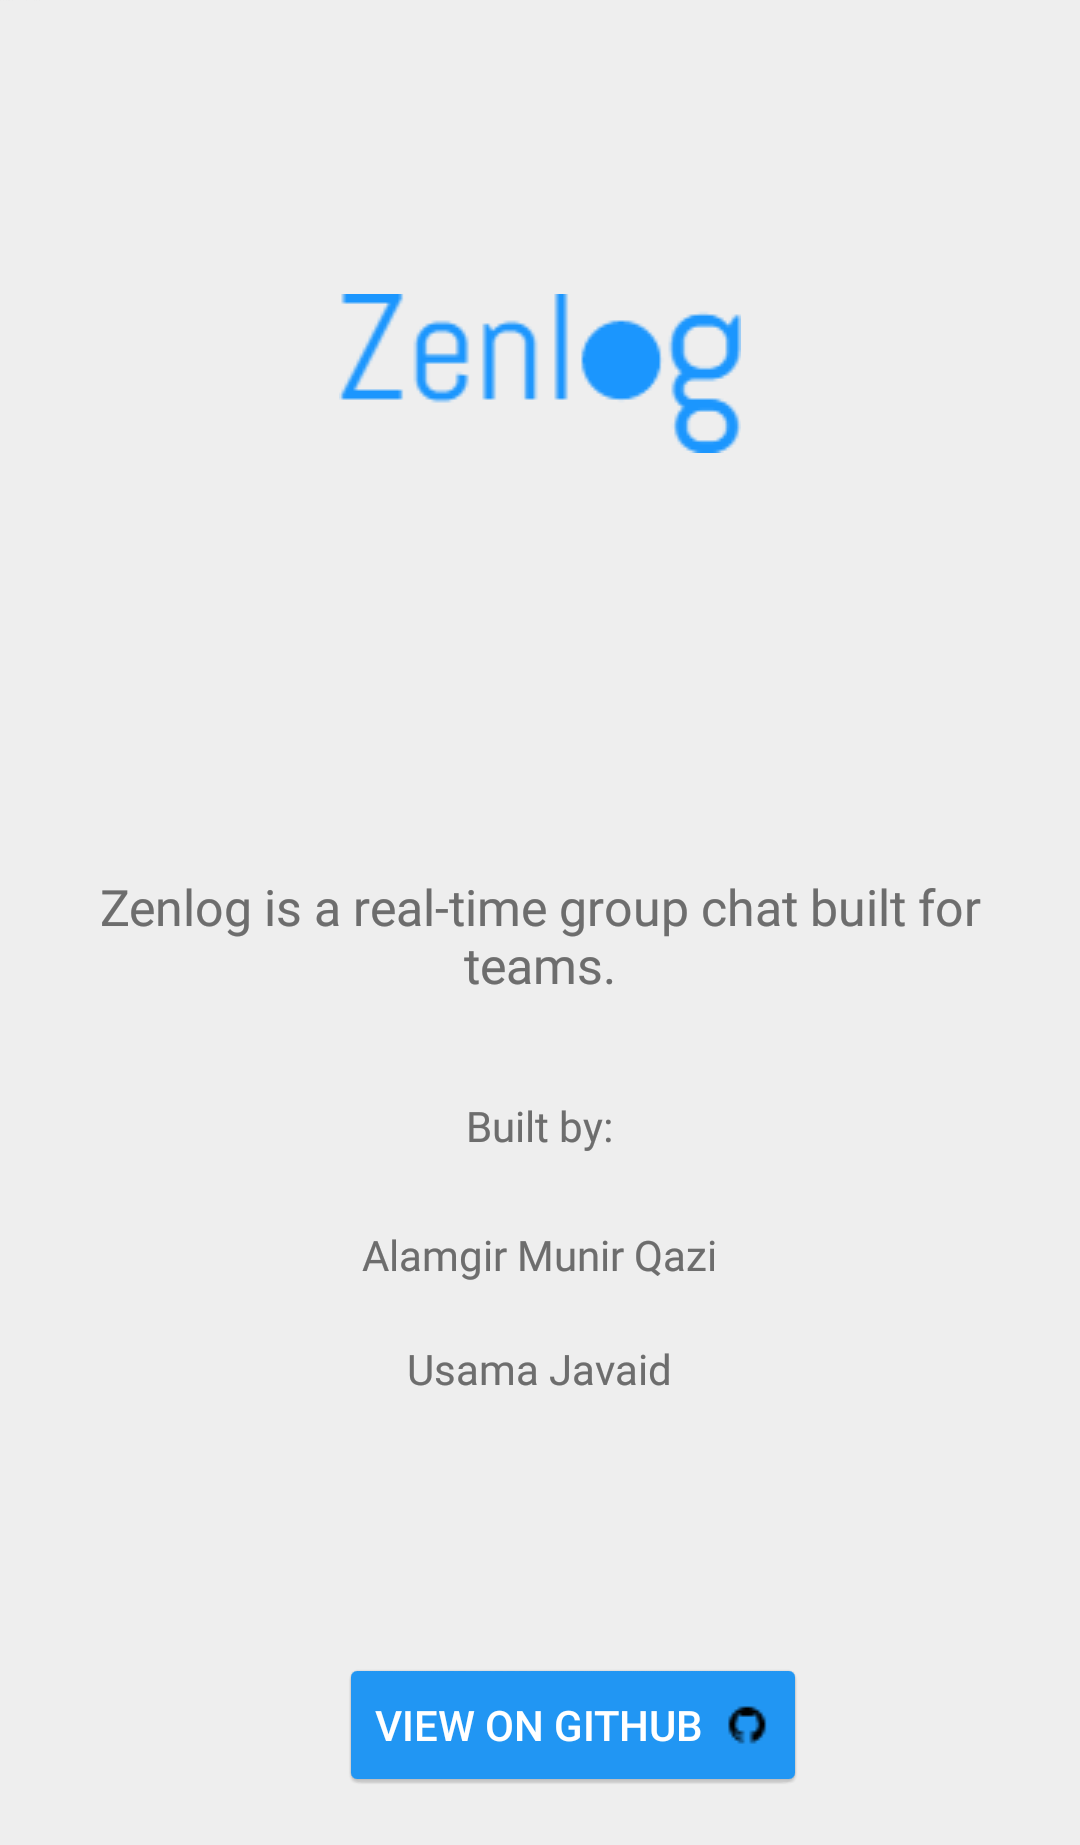 Zenlog
Zenlog is a real-time group chat built for
teams.
Built by:
Alamgir Munir Qazi
Usama Javaid
VIEW ON GITHUB